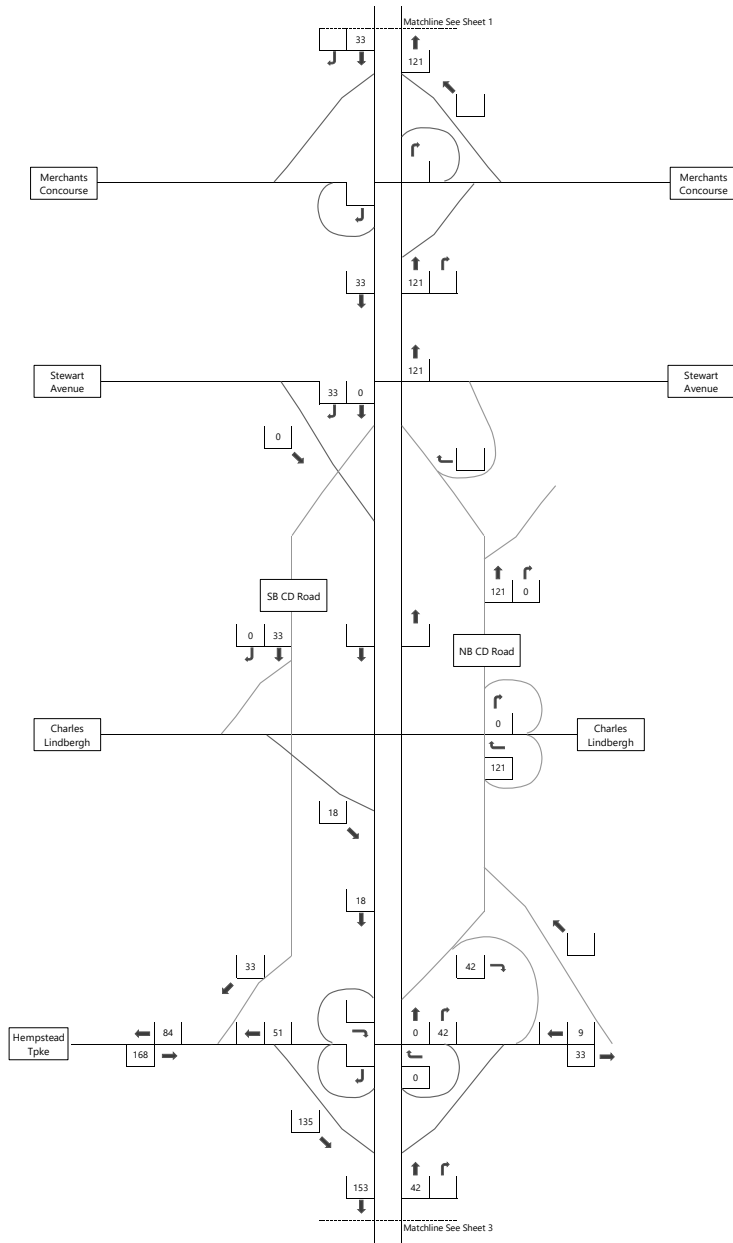 Matchline See Sheet 1
33
121
Merchants
Concourse
Merchants
Concourse
33
121
121
Stewart
Avenue
Stewart
Avenue
33 0
0
121 0
SB CD Road
0 33
NB CD Road
0
Charles
Lindbergh
Charles
Lindbergh
121
18
18
33
42
84
51
0 42
9
Hempstead
Tpke
168
33
0
135
153
42
Matchline See Sheet 3